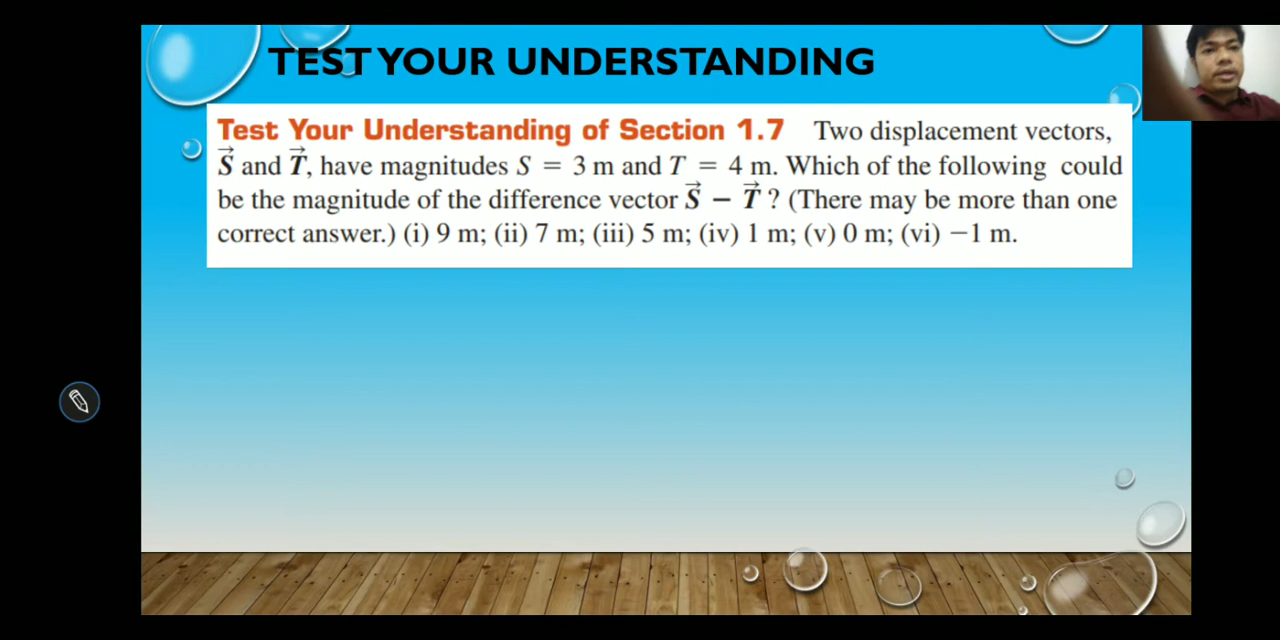 TEST YOUR UNDERSTANDING
Test Your Understanding of Section 1.7 Two displacement vectors,
S⃗ and T⃗, have magnitudes S = 3 m and T = 4 m. Which of the following could
be the magnitude of the difference vector S⃗ − T⃗ ? (There may be more than one
correct answer.) (i) 9 m; (ii) 7 m; (iii) 5 m; (iv) 1 m; (v) 0 m; (vi) −1 m.